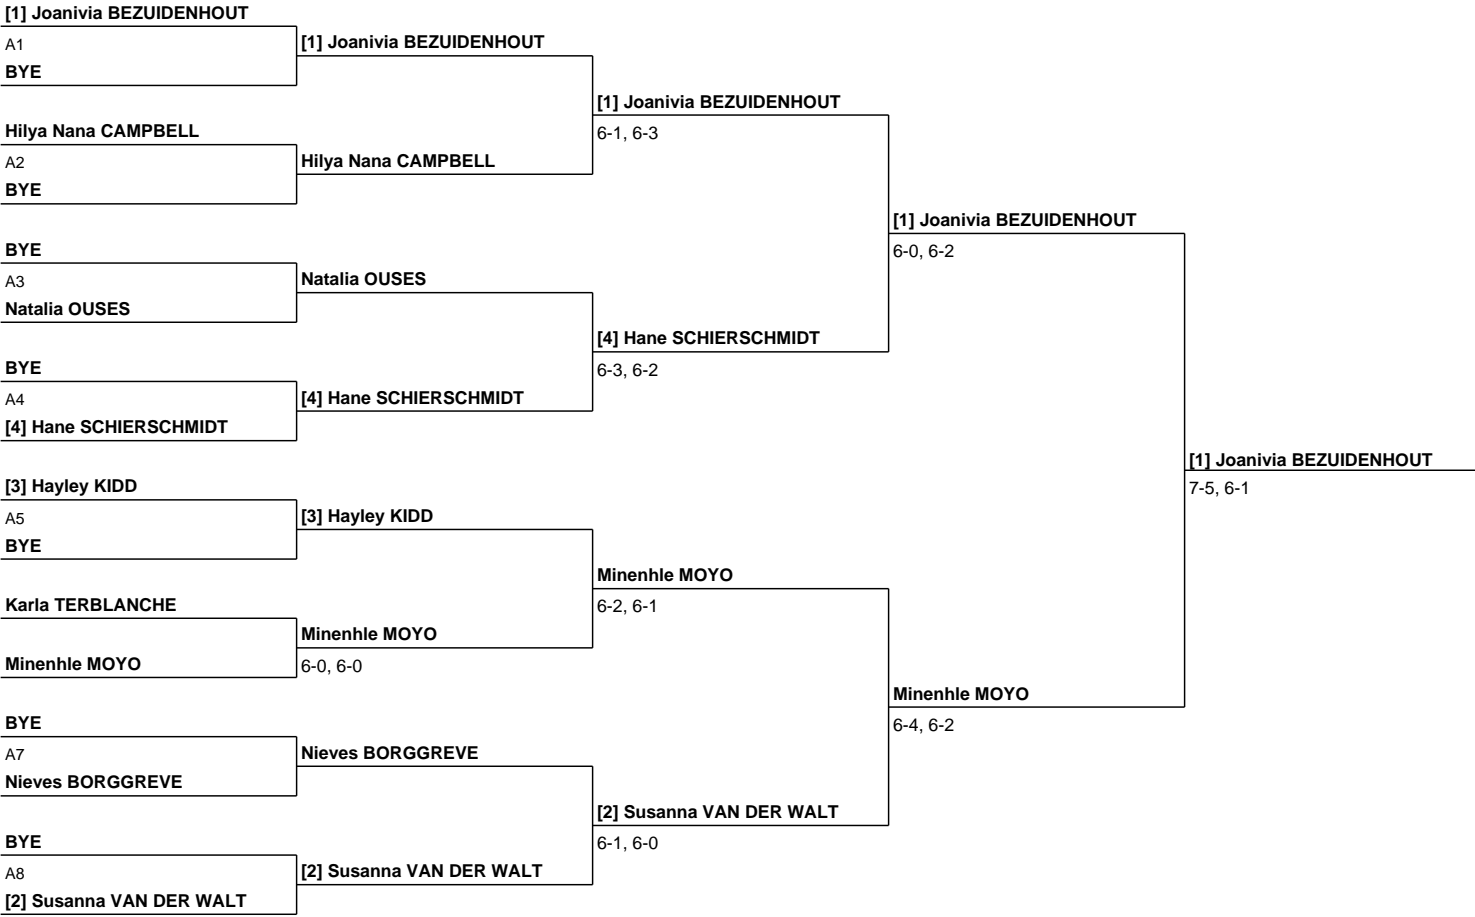 [1] Joanivia BEZUIDENHOUT
A1
BYE
Hilya Nana CAMPBELL
A2
BYE
BYE
A3
Natalia OUSES
BYE
A4
[4] Hane SCHIERSCHMIDT
[3] Hayley KIDD
A5
BYE
Karla TERBLANCHE
Minenhle MOYO
BYE
A7
Nieves BORGGREVE
BYE
A8
[2] Susanna VAN DER WALT
[1] Joanivia BEZUIDENHOUT
Hilya Nana CAMPBELL
Natalia OUSES
[4] Hane SCHIERSCHMIDT
[3] Hayley KIDD
Minenhle MOYO
6-0, 6-0
Nieves BORGGREVE
[2] Susanna VAN DER WALT
[1] Joanivia BEZUIDENHOUT
6-1, 6-3
[4] Hane SCHIERSCHMIDT
6-3, 6-2
Minenhle MOYO
6-2, 6-1
[2] Susanna VAN DER WALT
6-1, 6-0
[1] Joanivia BEZUIDENHOUT
6-0, 6-2
Minenhle MOYO
6-4, 6-2
[1] Joanivia BEZUIDENHOUT
7-5, 6-1